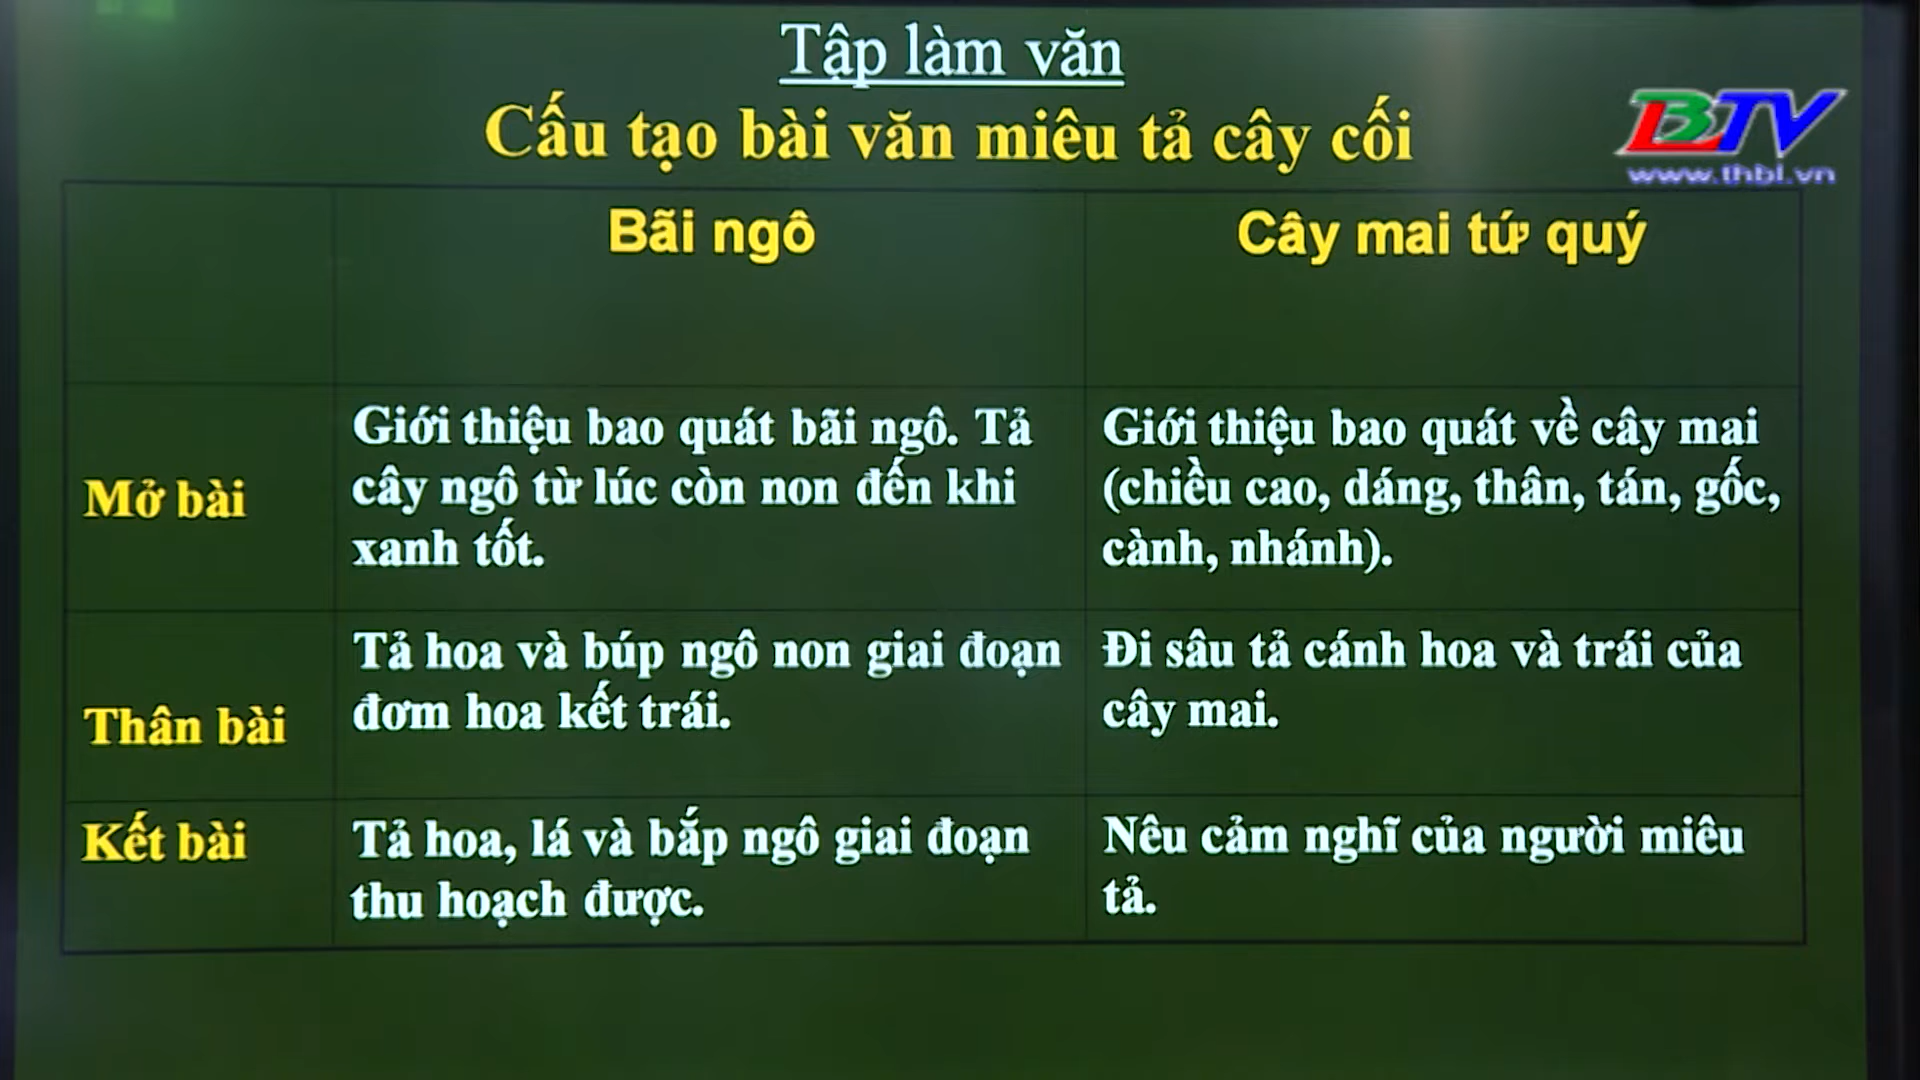 Tập làm văn
Cấu tạo bài văn miêu tả cây cối
BTV
www.thbl.vn
Bãi ngô
Cây mai tứ quý
Mở bài
Giới thiệu bao quát bãi ngô. Tả
cây ngô từ lúc còn non đến khi
xanh tốt.
Giới thiệu bao quát về cây mai
(chiều cao, dáng, thân, tán, gốc,
cành, nhánh).
Thân bài
Tả hoa và búp ngô non giai đoạn
đơm hoa kết trái.
Đi sâu tả cánh hoa và trái của
cây mai.
Kết bài
Tả hoa, lá và bắp ngô giai đoạn
thu hoạch được.
Nêu cảm nghĩ của người miêu
tả.